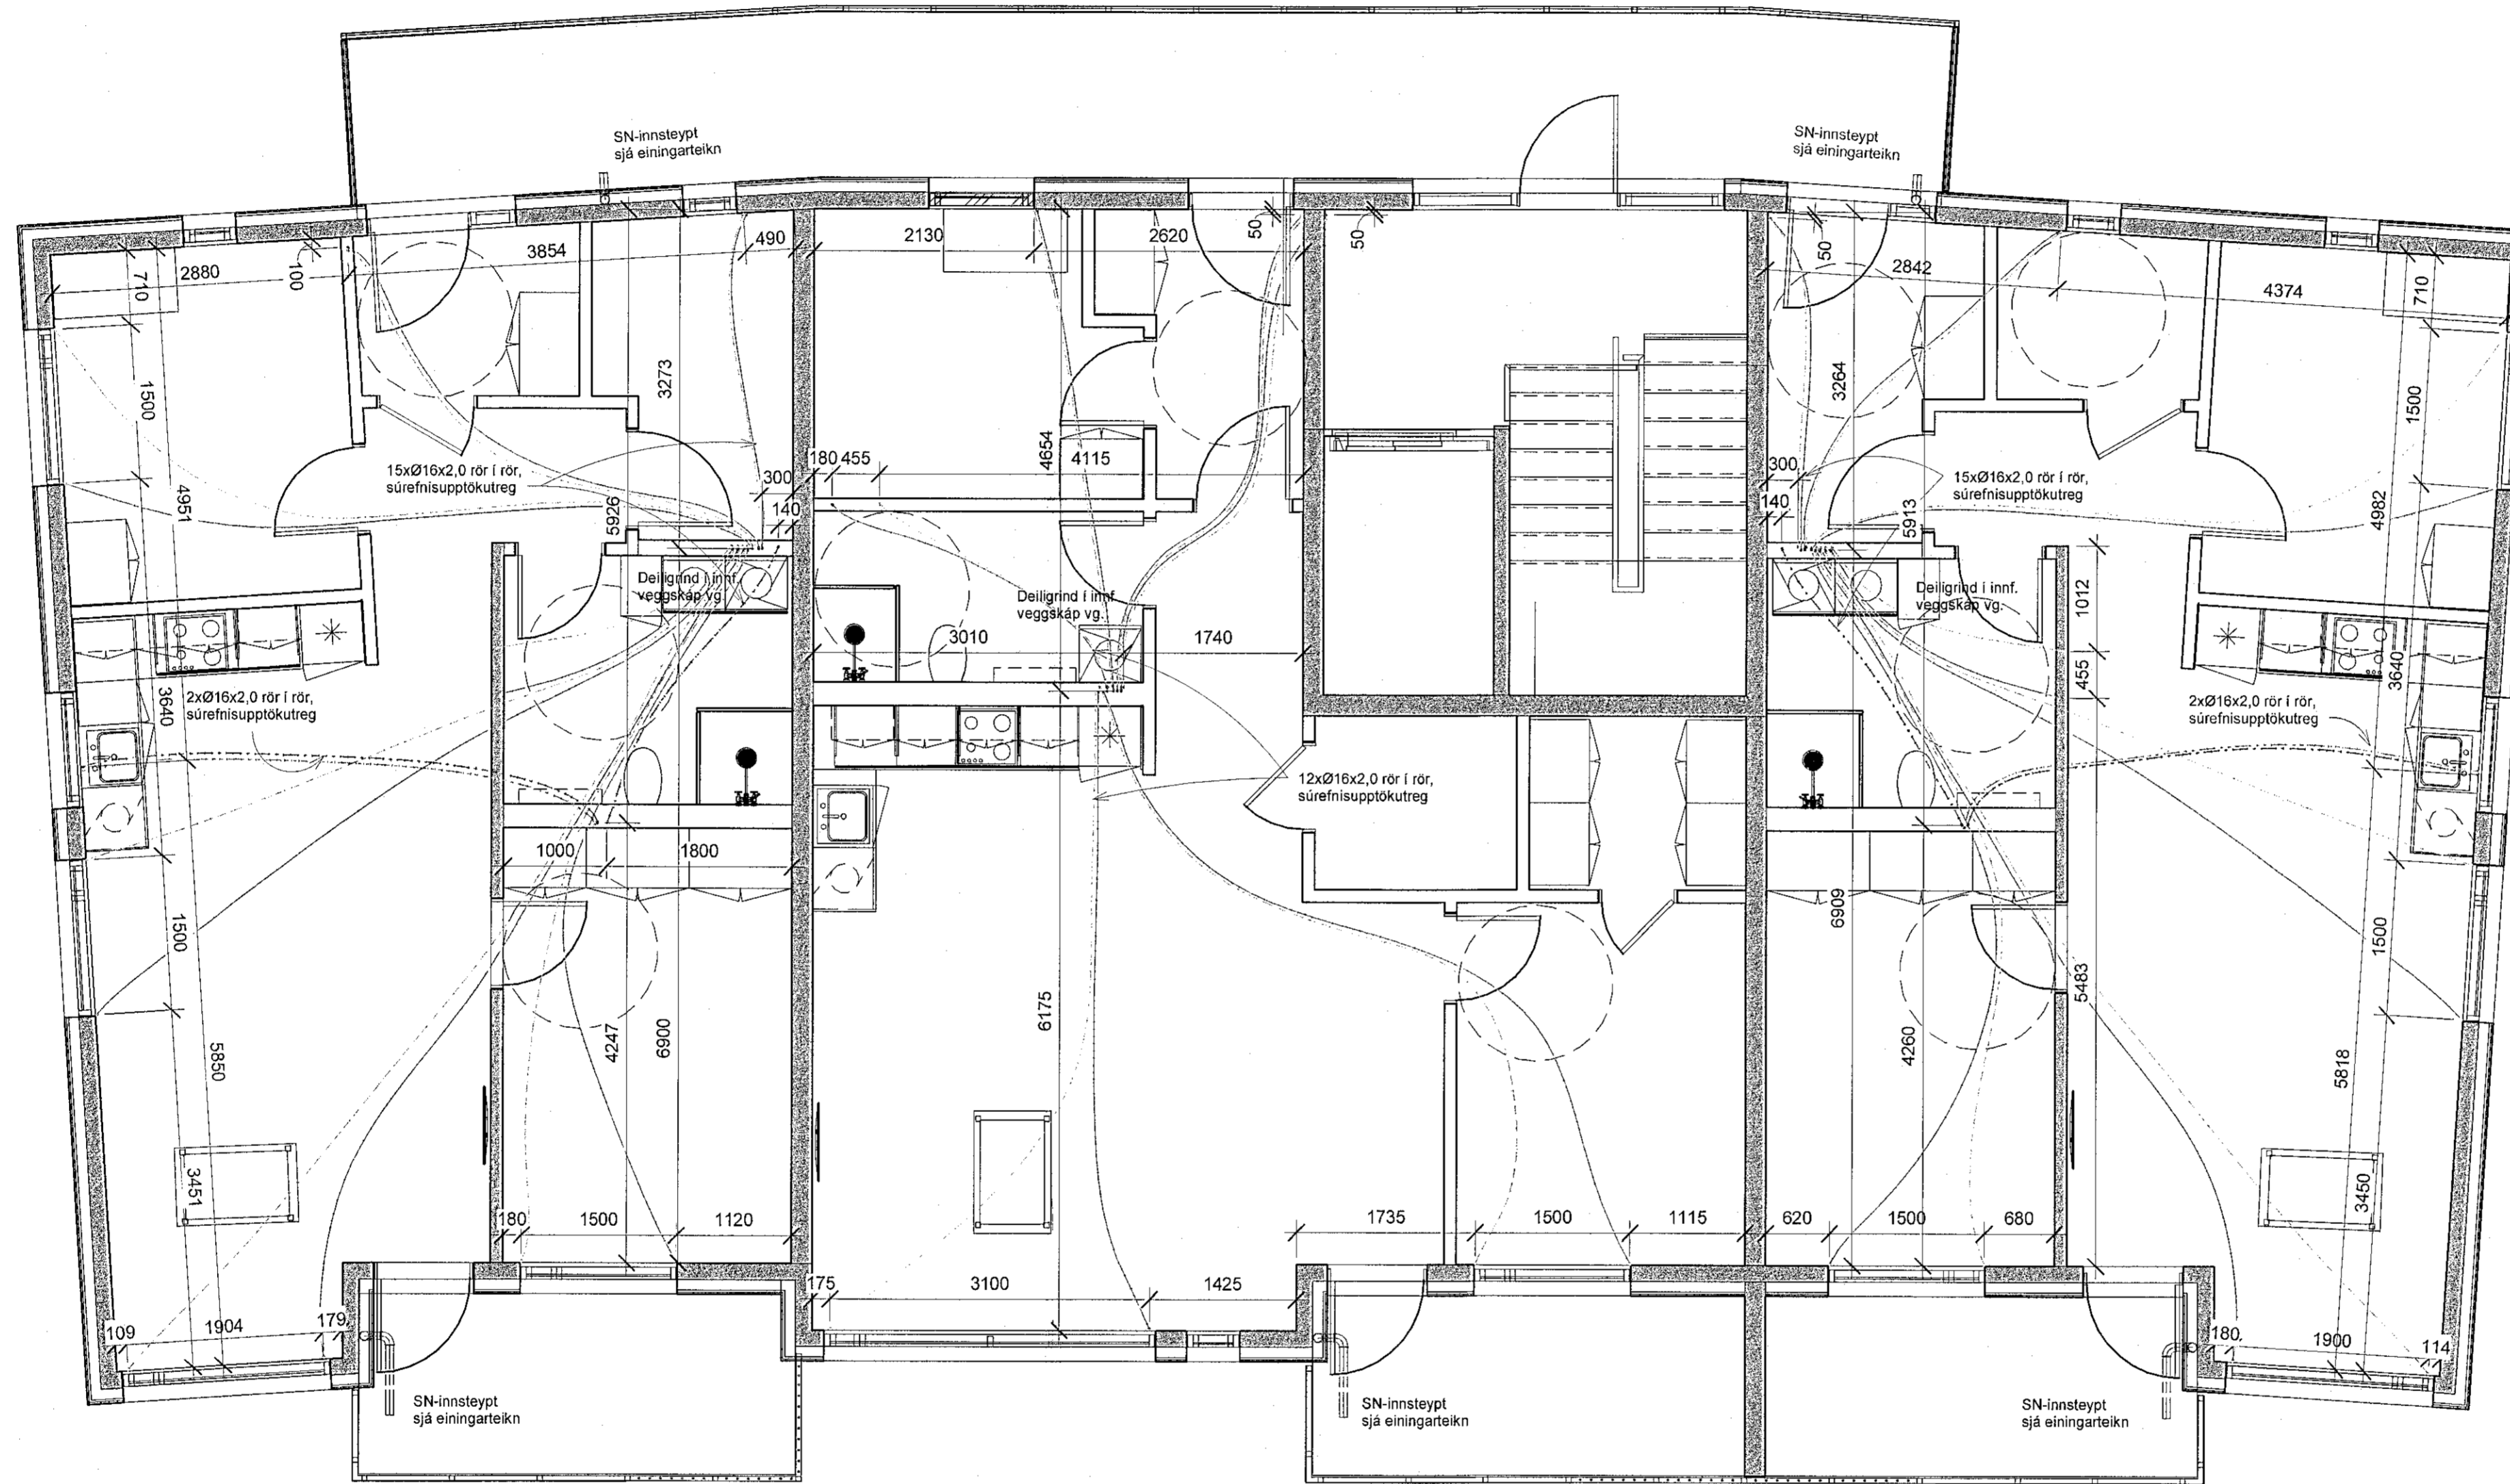 SN-innsteypt
sjá einingarteikn
SN-innsteypt
sjá einingarteikn
2880
100
3854
490
2130
2620
50
50
50
2842
4374
710
710
1500
3273
3264
1500
15xØ16x2,0 rör í rör,
súrefnisupptökutreg
300
180
455
4654
4115
300
15xØ16x2,0 rör í rör,
súrefnisupptökutreg
4951
5926
140
140
5913
4982
Deiligrind í innf.
veggskáp vg.
Deiligrind í innf.
veggskáp vg.
Deiligrind í innf.
veggskáp vg.
1012
3010
1740
455
2xØ16x2,0 rör í rör,
súrefnisupptökutreg
3640
2xØ16x2,0 rör í rör,
súrefnisupptökutreg
3640
12xØ16x2,0 rör í rör,
súrefnisupptökutreg
1000
1800
1500
6909
1500
5483
6175
5850
4247
6900
4260
5818
3451
3450
180
1500
1120
1735
1500
1115
620
1500
680
175
3100
1425
109
1904
179
180
1900
114
SN-innsteypt
sjá einingarteikn
SN-innsteypt
sjá einingarteikn
SN-innsteypt
sjá einingarteikn